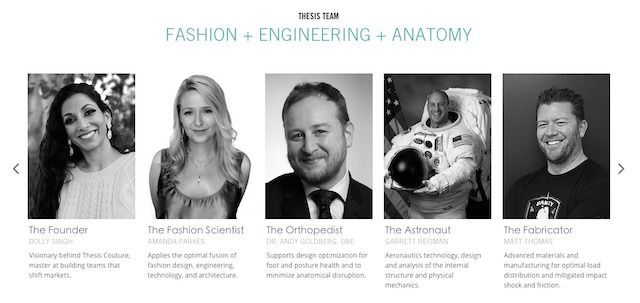 THESIS TEAM
FASHION + ENGINEERING + ANATOMY
The Founder
DOLLY SINGH
Visionary behind Thesis Couture,
master at building teams that
shift markets.
The Fashion Scientist
AMANDA PARKES
Applies the optimal fusion of
fashion design, engineering,
technology, and architecture.
The Orthopedist
DR. ANDY GOLDBERG, OBE
Supports design optimization for
foot and posture health and to
minimize anatomical disruption.
The Astronaut
GARRETT REISMAN
Aeronautics technology, design
and analysis of the internal
structure and physical
mechanics.
The Fabricator
MATT THOMAS
Advanced materials and
manufacturing for optimal load
distribution and mitigated impact
shock and friction.